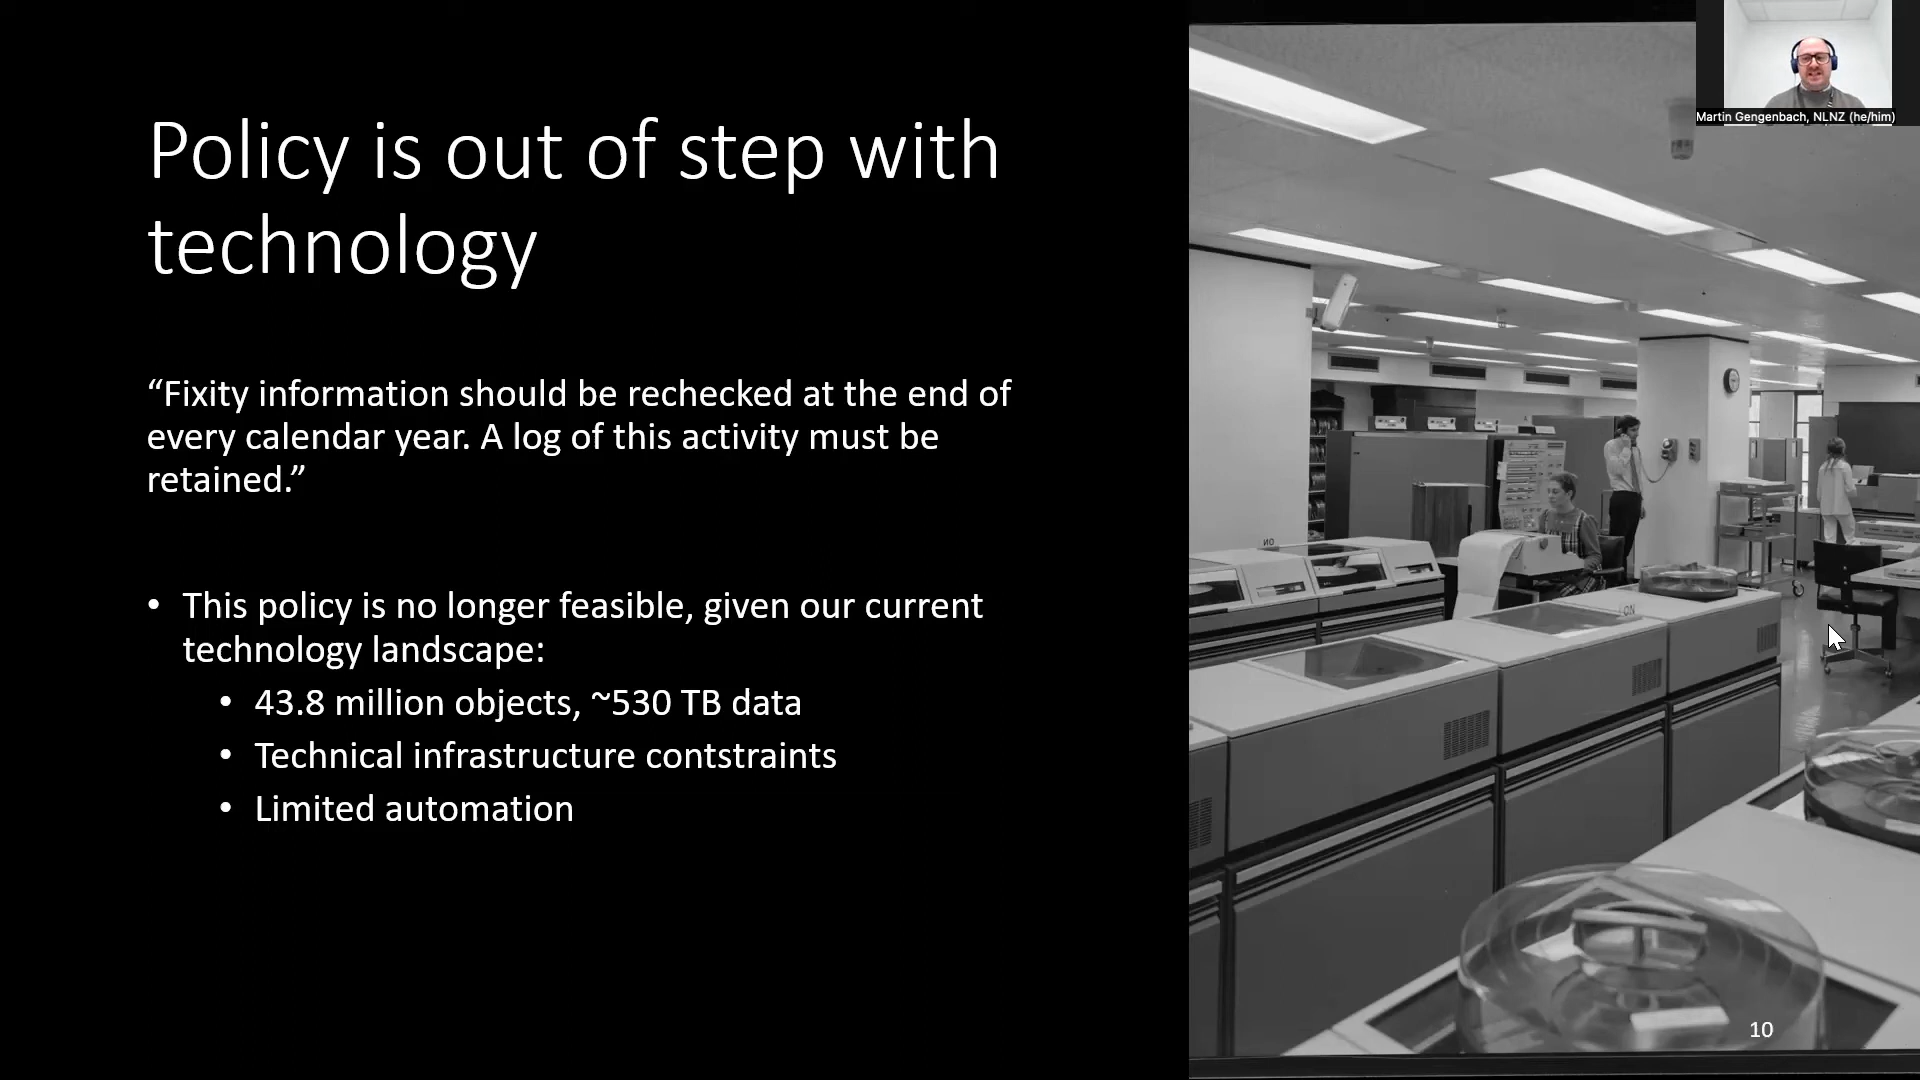 Martin Gengenbach, NLNZ (he/him)
Policy is out of step with
technology
“Fixity information should be rechecked at the end of
every calendar year. A log of this activity must be
retained.”
• This policy is no longer feasible, given our current
technology landscape:
• 43.8 million objects, ~530 TB data
• Technical infrastructure contstraints
• Limited automation
NO
NO
10